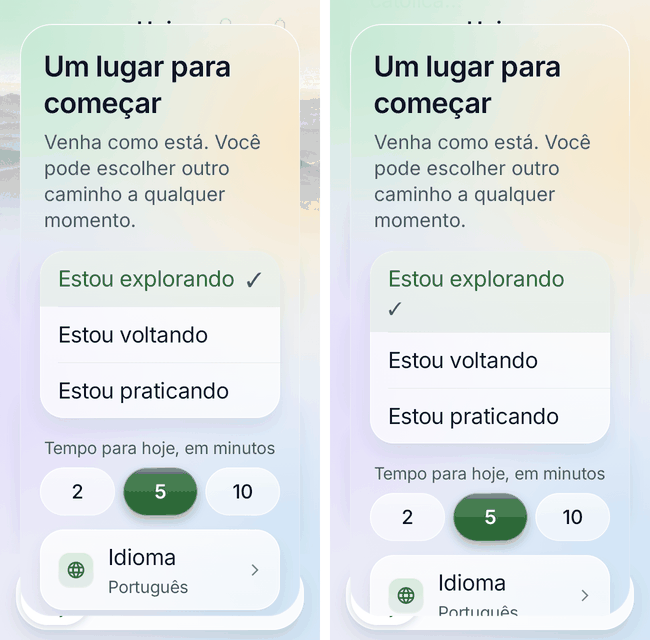 Um lugar para
começar
Venha como está. Você
pode escolher outro
caminho a qualquer
momento.
Estou explorando ✓
Estou voltando
Estou praticando
Tempo para hoje, em minutos
2 5 10
Idioma
Português
Um lugar para
começar
Venha como está. Você
pode escolher outro
caminho a qualquer
momento.
Estou explorando
✓
Estou voltando
Estou praticando
Tempo para hoje, em minutos
2 5 10
Idioma
Português